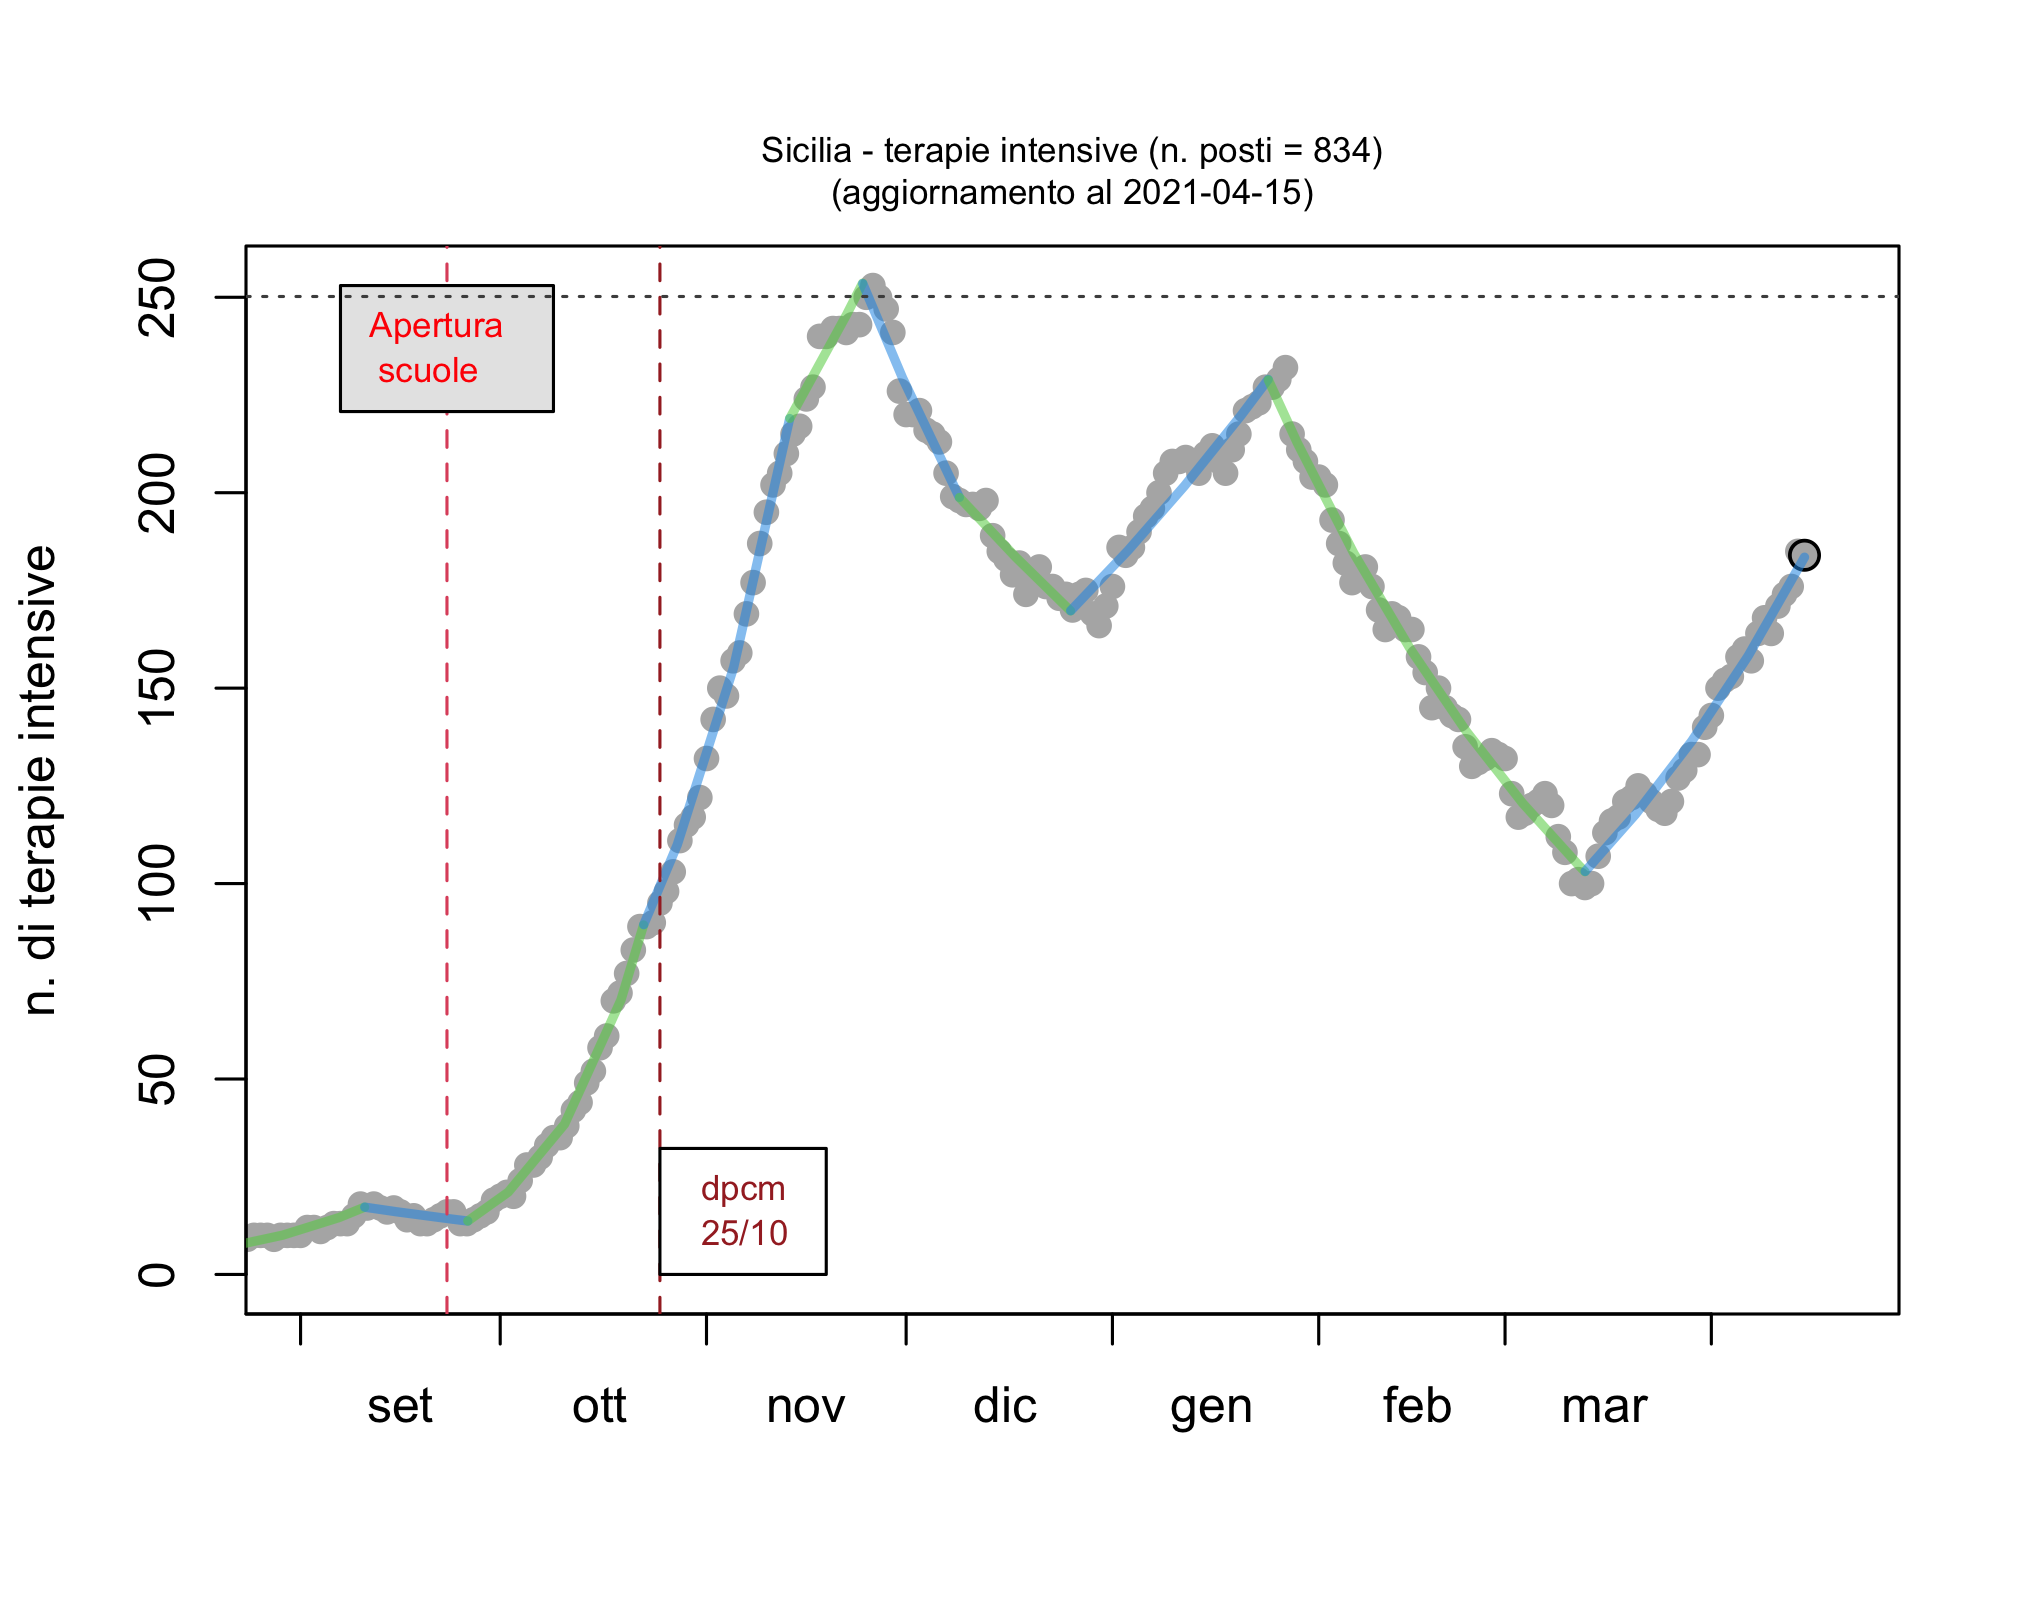 Sicilia - terapie intensive (n. posti = 834)
(aggiornamento al 2021-04-15)
n. di terapie intensive
250
200
150
100
50
0
Apertura
scuole
dpcm
25/10
set ott nov dic gen feb mar